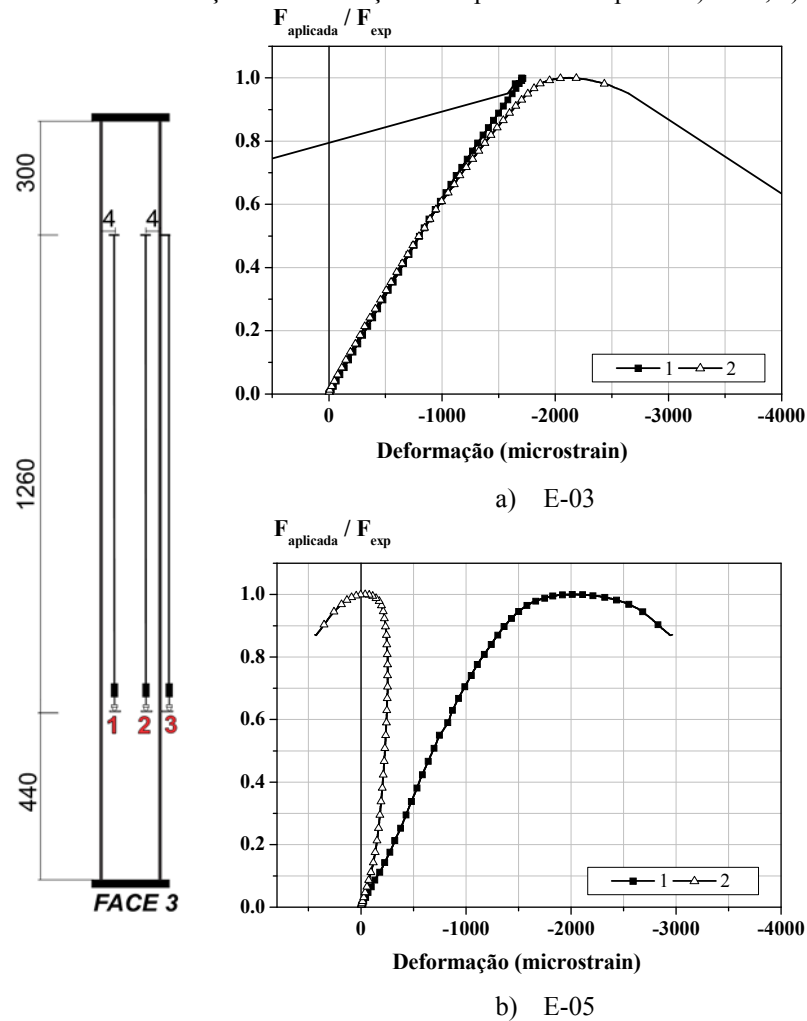 F aplicada / F exp
1.0
0.8
0.6
0.4
0.2
0.0
0 -1000 -2000 -3000 -4000
1 2
Deformação (microstrain)
a) E-03
300
1260
440
4 4
1 2 3
FACE 3
F aplicada / F exp
1.0
0.8
0.6
0.4
0.2
0.0
0 -1000 -2000 -3000 -4000
1 2
Deformação (microstrain)
b) E-05